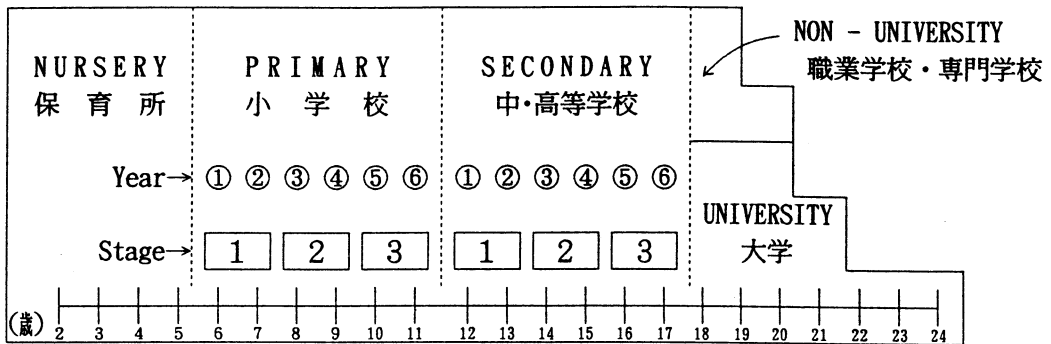 NURSERY
保育所
PRIMARY
小学校
SECONDARY
中・高等学校
NON - UNIVERSITY
職業学校・専門学校
Year→ ① ② ③ ④ ⑤ ⑥ ① ② ③ ④ ⑤ ⑥
UNIVERSITY
大学
Stage→ 1 2 3 1 2 3
(歳) 2 3 4 5 6 7 8 9 10 11 12 13 14 15 16 17 18 19 20 21 22 23 24